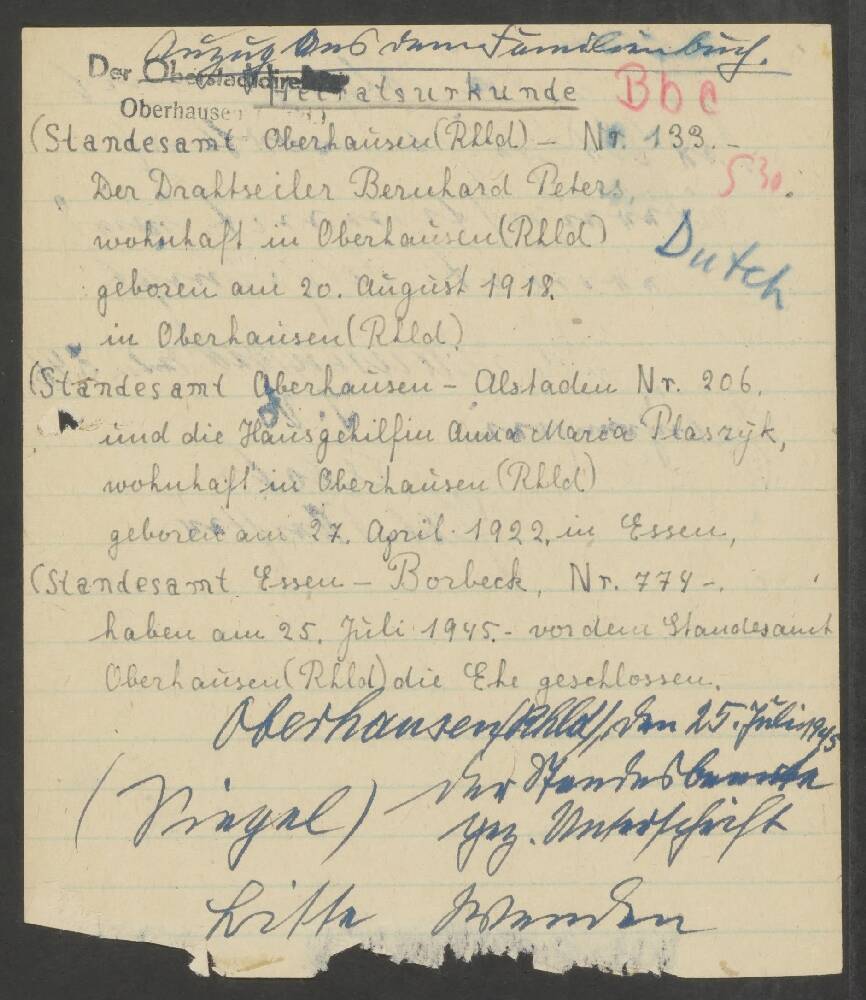 Auszug aus dem Familienbuch.
Der Oberstadtdire
Oberhausen
Heiratsurkunde
Bbc
(Standesamt Oberhausen (Rhld) - Nr. 133.-
530.
Der Drahtseiler Bernhard Peters,
wohnhaft in Oberhausen (Rhld)
Dutch
geboren am 20. August 1918.
in Oberhausen (Rhld)
(Standesamt Oberhausen - Alstaden Nr. 206.
und die Hausgehilfin Anna Maria Plaszyk,
wohnhaft in Oberhausen (Rhld)
geboren am 27. April 1922, in Essen,
(Standesamt Essen - Borbeck, Nr. 774-.
haben am 25. Juli 1945.- vor dem Standesamt
Oberhausen (Rhld) die Ehe geschlossen.
Oberhausen (Rhld), den 25. Juli 1945
(Siegel) der Standesbeamte
gez. Unterschrift
Bitte Wenden